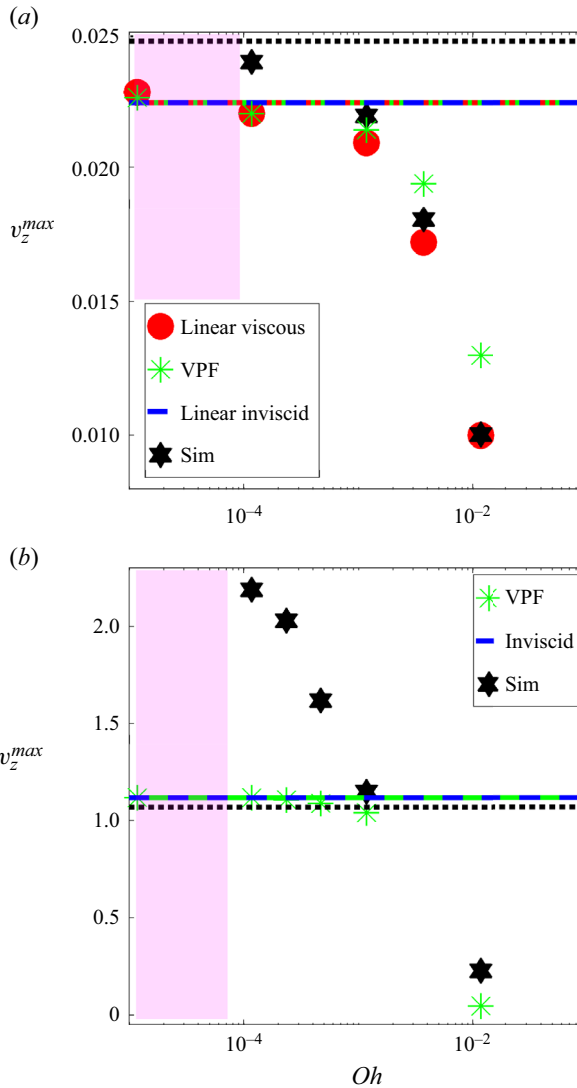 (a)
0.025
0.020
v_z^{max}
0.015
Linear viscous
VPF
Linear inviscid
Sim
0.010
10⁻⁴
10⁻²
(b)
2.0
VPF
Inviscid
Sim
1.5
v_z^{max}
1.0
0.5
0
10⁻⁴
10⁻²
Oh